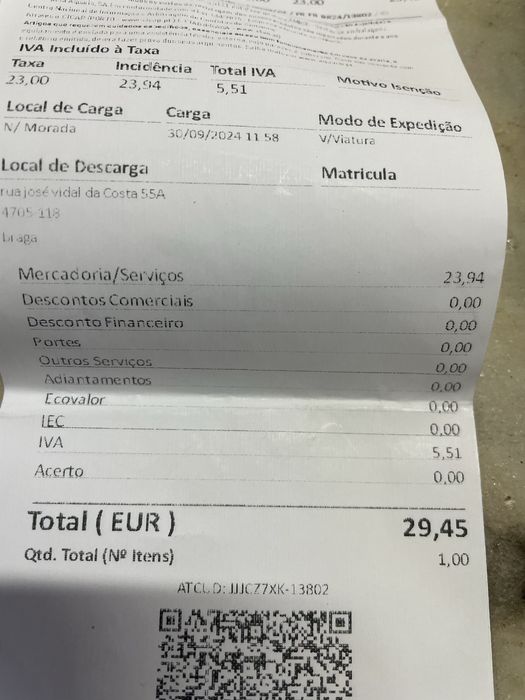 23,00
IVA Incluído à Taxa
Taxa Incidência Total IVA Motivo Isenção
23,00 23,94 5,51
Local de Carga Carga Modo de Expedição
N/ Morada 30/09/2024 11 58 V/Viatura
Local de Descarga Matricula
rua josé vidal da Costa 55A
4705 118
braga
Mercadoria/Serviços 23,94
Descontos Comerciais 0,00
Desconto Financeiro 0,00
Portes 0,00
Outros Serviços 0,00
Adiantamentos 0,00
Ecovalor 0,00
IEC 0,00
IVA 5,51
Acerto 0,00
Total ( EUR ) 29,45
Qtd. Total (Nº Itens) 1,00
ATCUD: JJJCZ7XK-13802